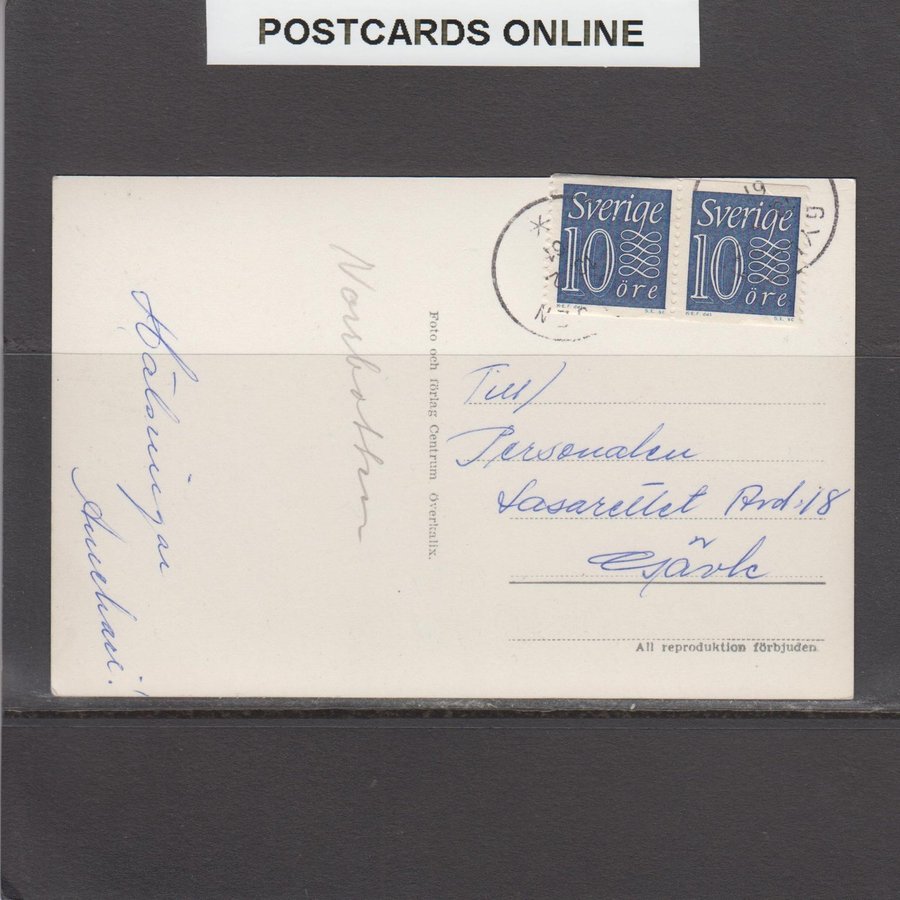 POSTCARDS ONLINE
Sverige
10
öre
Sverige
10
öre
Hälsningar
Norrbotten
Foto och förlag Centrum, Överkalix.
Till/
Personalen
Lasarettet Avd. 18
Gävle
All reproduktion förbjuden.